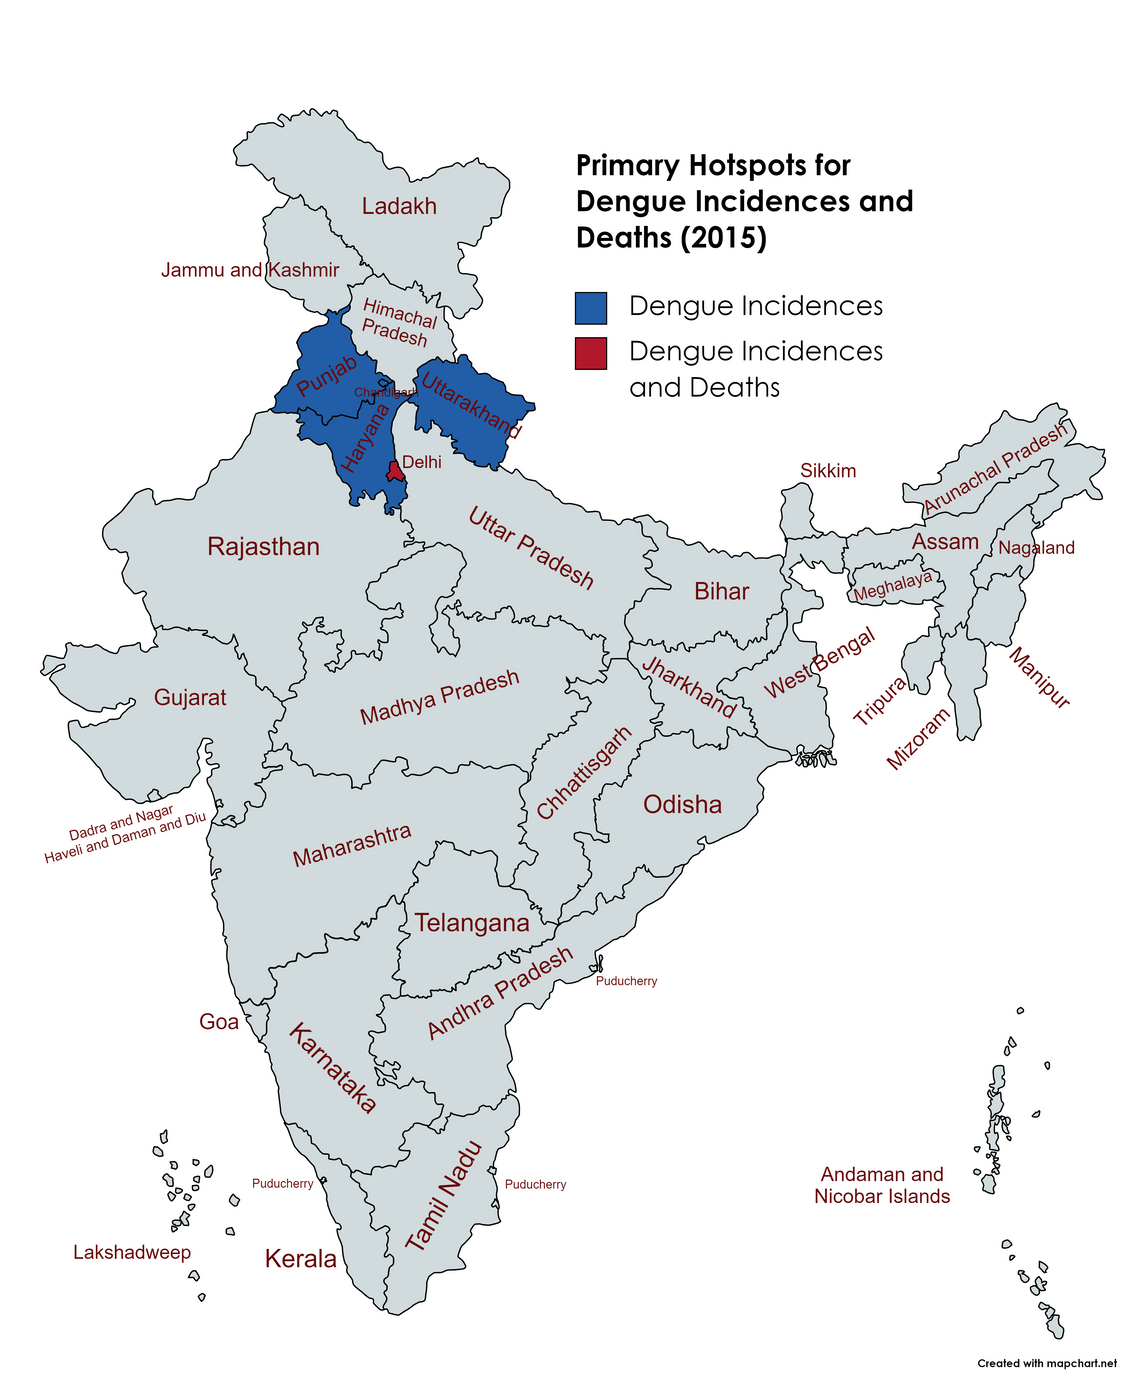 Primary Hotspots for
Dengue Incidences and
Deaths (2015)
Dengue Incidences
Dengue Incidences
and Deaths
Ladakh
Jammu and Kashmir
Himachal
Pradesh
Punjab
Chandigarh
Uttarakhand
Haryana
Delhi
Sikkim
Arunachal Pradesh
Rajasthan
Uttar Pradesh
Assam
Nagaland
Bihar
Meghalaya
Gujarat
Madhya Pradesh
Jharkhand
West Bengal
Tripura
Mizoram
Manipur
Chhattisgarh
Odisha
Dadra and Nagar
Haveli and Daman and Diu
Maharashtra
Telangana
Andhra Pradesh
Puducherry
Goa
Karnataka
Puducherry
Tamil Nadu
Puducherry
Andaman and
Nicobar Islands
Lakshadweep
Kerala
Created with mapchart.net